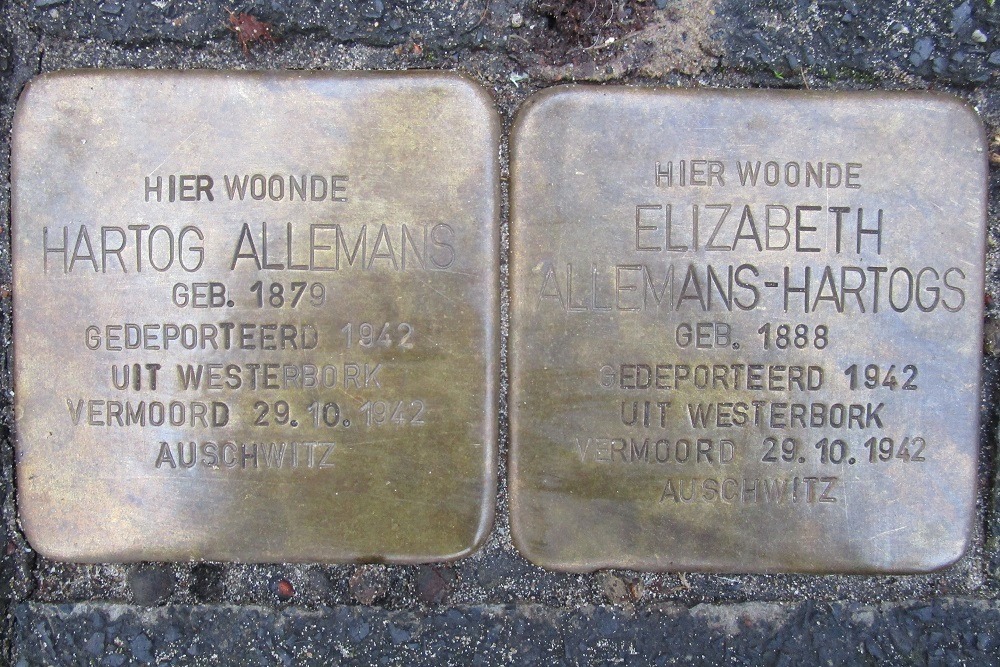 HIER WOONDE
HARTOG ALLEMANS
GEB. 1879
GEDEPORTEERD 1942
UIT WESTERBORK
VERMOORD 29.10.1942
AUSCHWITZ
HIER WOONDE
ELIZABETH
ALLEMANS-HARTOGS
GEB. 1888
GEDEPORTEERD 1942
UIT WESTERBORK
VERMOORD 29.10.1942
AUSCHWITZ